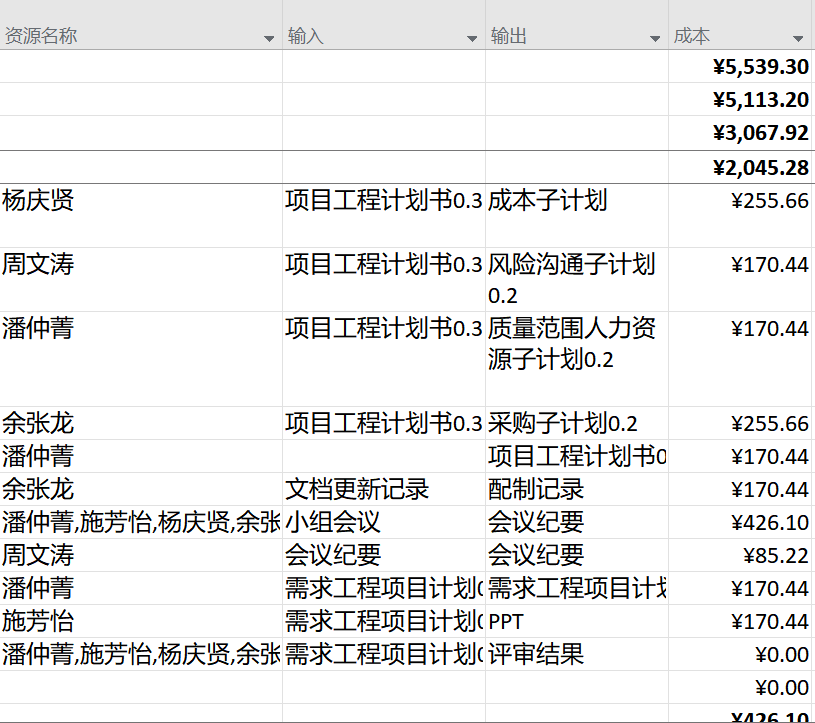 资源名称 输入 输出 成本
¥5,539.30
¥5,113.20
¥3,067.92
¥2,045.28
杨庆贤 项目工程计划书0.3 成本子计划 ¥255.66
周文涛 项目工程计划书0.3 风险沟通子计划 ¥170.44
0.2
潘仲菁 项目工程计划书0.3 质量范围人力资 ¥170.44
源子计划0.2
余张龙 项目工程计划书0.3 采购子计划0.2 ¥255.66
潘仲菁 项目工程计划书0 ¥170.44
余张龙 文档更新记录 配制记录 ¥170.44
潘仲菁,施芳怡,杨庆贤,余张 小组会议 会议纪要 ¥426.10
周文涛 会议纪要 会议纪要 ¥85.22
潘仲菁 需求工程项目计划0 需求工程项目计划 ¥170.44
施芳怡 需求工程项目计划0 PPT ¥170.44
潘仲菁,施芳怡,杨庆贤,余张 需求工程项目计划0 评审结果 ¥0.00
¥0.00
¥426.10